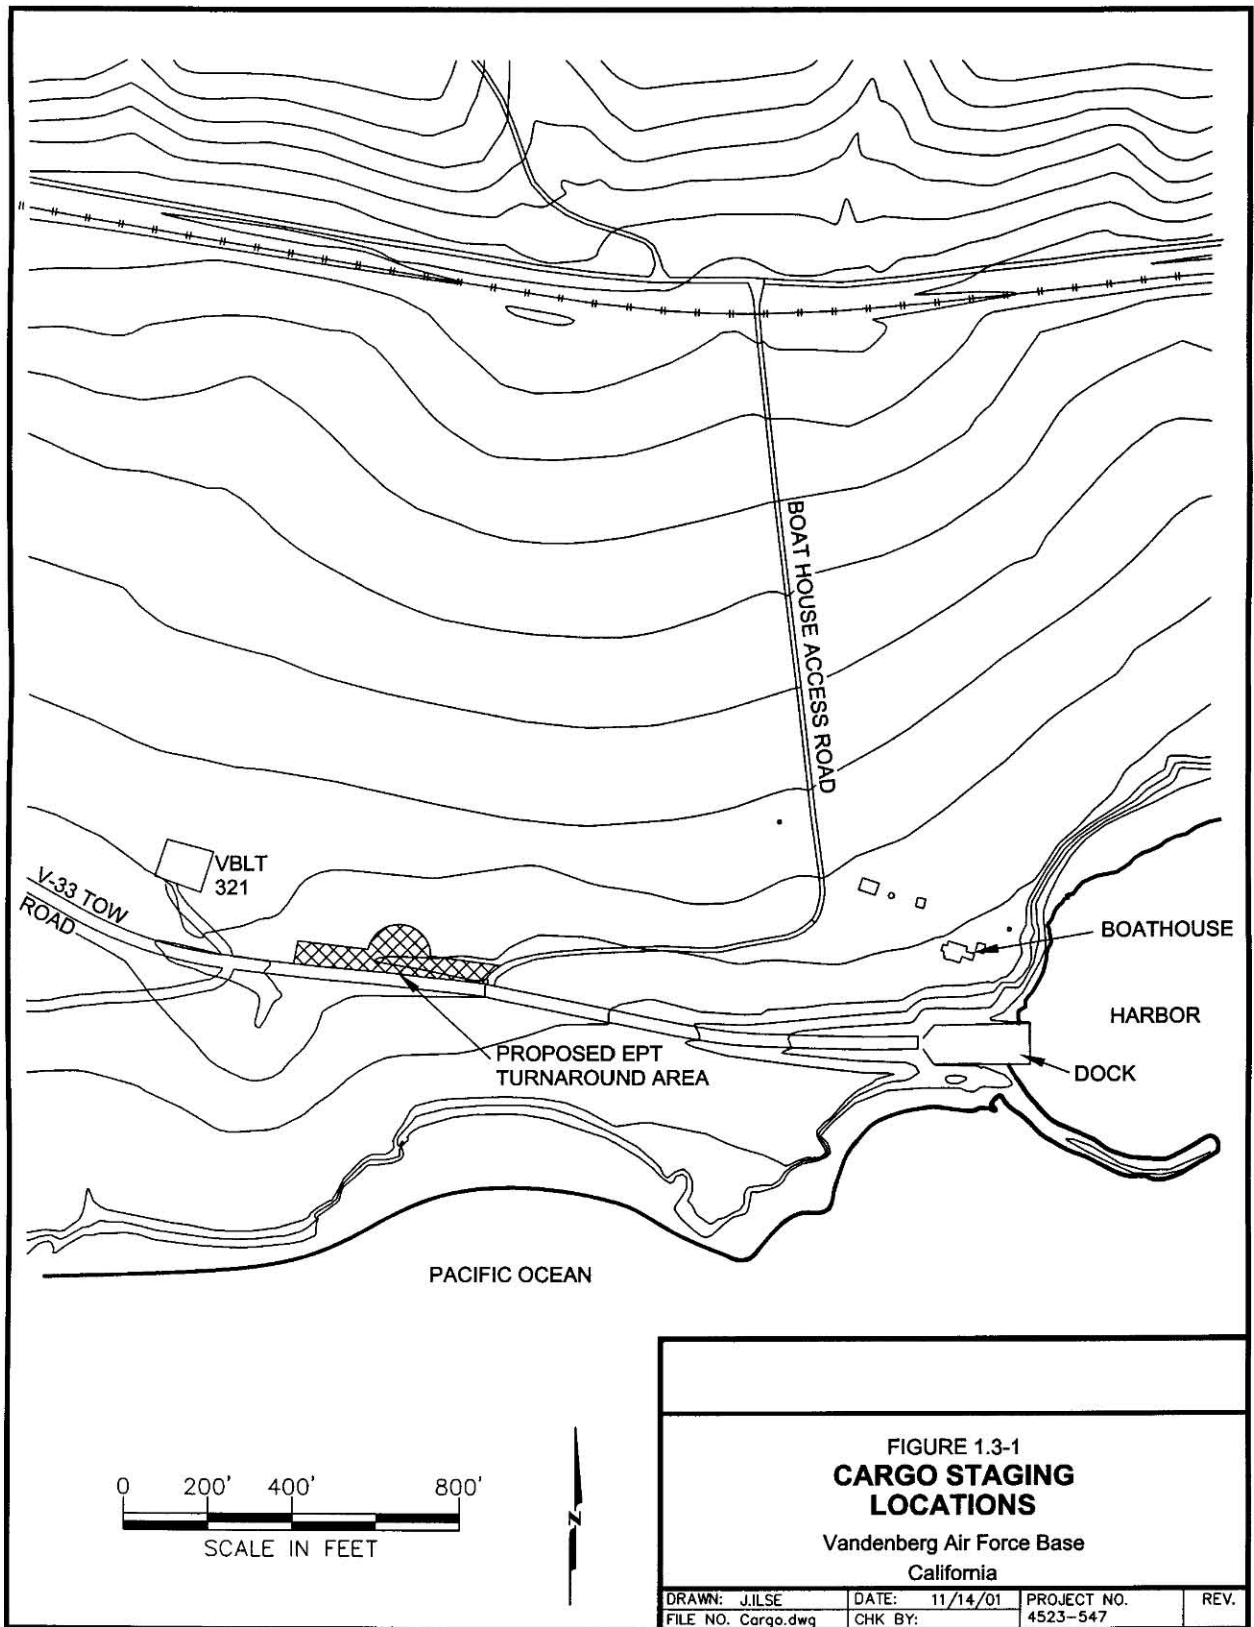 BOAT HOUSE ACCESS ROAD
VBLT
321
V-33 TOW
ROAD
BOATHOUSE
HARBOR
PROPOSED EPT
TURNAROUND AREA
DOCK
PACIFIC OCEAN
0 200' 400' 800'
SCALE IN FEET
N
FIGURE 1.3-1
CARGO STAGING
LOCATIONS
Vandenberg Air Force Base
California
DRAWN: J.ILSE DATE: 11/14/01 PROJECT NO. REV.
FILE NO. Cargo.dwg CHK BY: 4523-547